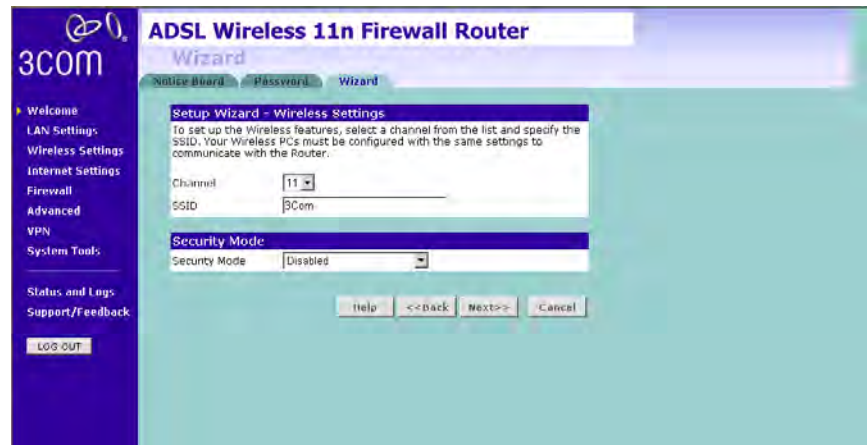 3COM
ADSL Wireless 11n Firewall Router
Wizard
Notice Board
Password
Wizard
Welcome
LAN Settings
Wireless Settings
Internet Settings
Firewall
Advanced
VPN
System Tools
Status and Logs
Support/Feedback
LOG OUT
Setup Wizard - Wireless Settings
To set up the Wireless features, select a channel from the list and specify the
SSID. Your Wireless PCs must be configured with the same settings to
communicate with the Router.
Channel 11
SSID 3Com
Security Mode
Security Mode Disabled
Help <<Back Next>> Cancel